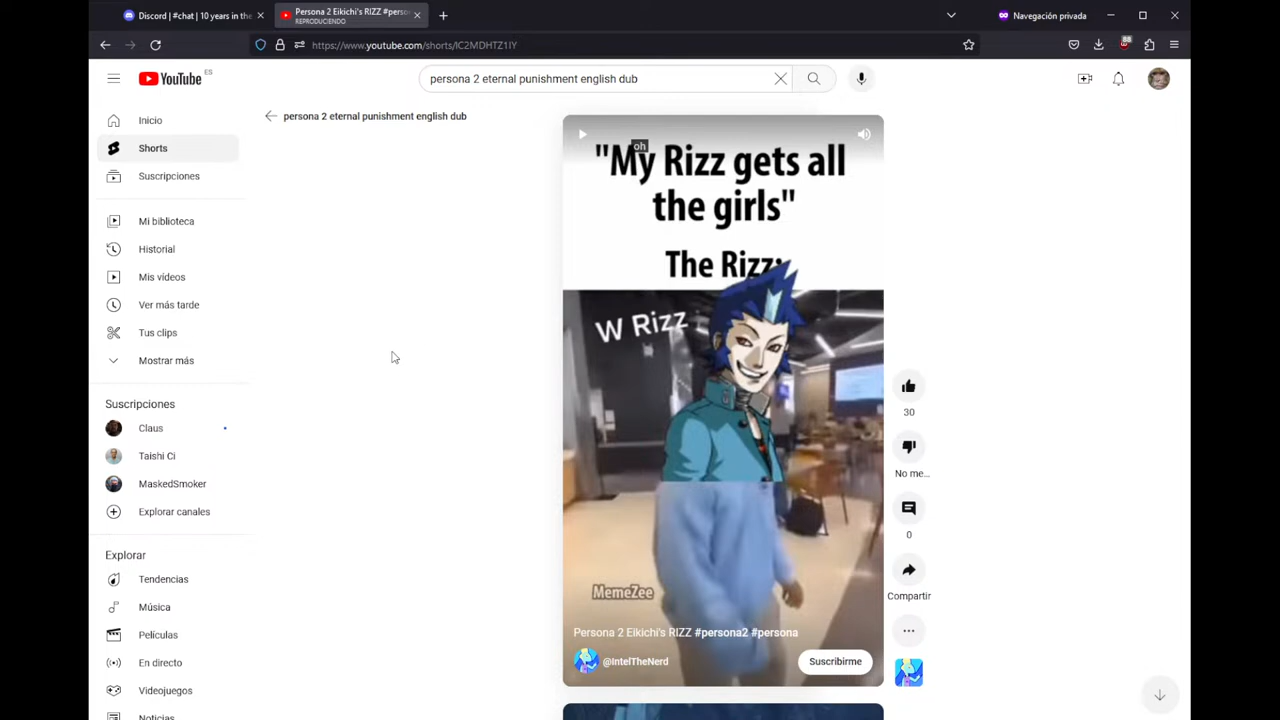 Discord | #chat | 10 years in the
Persona 2 Eikichi's RIZZ #perso
REPRODUCIENDO
Navegación privada
https://www.youtube.com/shorts/IC2MDHTZ1IY
88
YouTube ES
persona 2 eternal punishment english dub
persona 2 eternal punishment english dub
Inicio
Shorts
Suscripciones
Mi biblioteca
Historial
Mis vídeos
Ver más tarde
Tus clips
Mostrar más
Suscripciones
Claus
Taishi Ci
MaskedSmoker
Explorar canales
Explorar
Tendencias
Música
Películas
En directo
Videojuegos
Noticias
oh
"My Rizz gets all
the girls"
The Rizz:
W Rizz
MemeZee
Persona 2 Eikichi's RIZZ #persona2 #persona
@IntelTheNerd
Suscribirme
30
No me...
0
Compartir